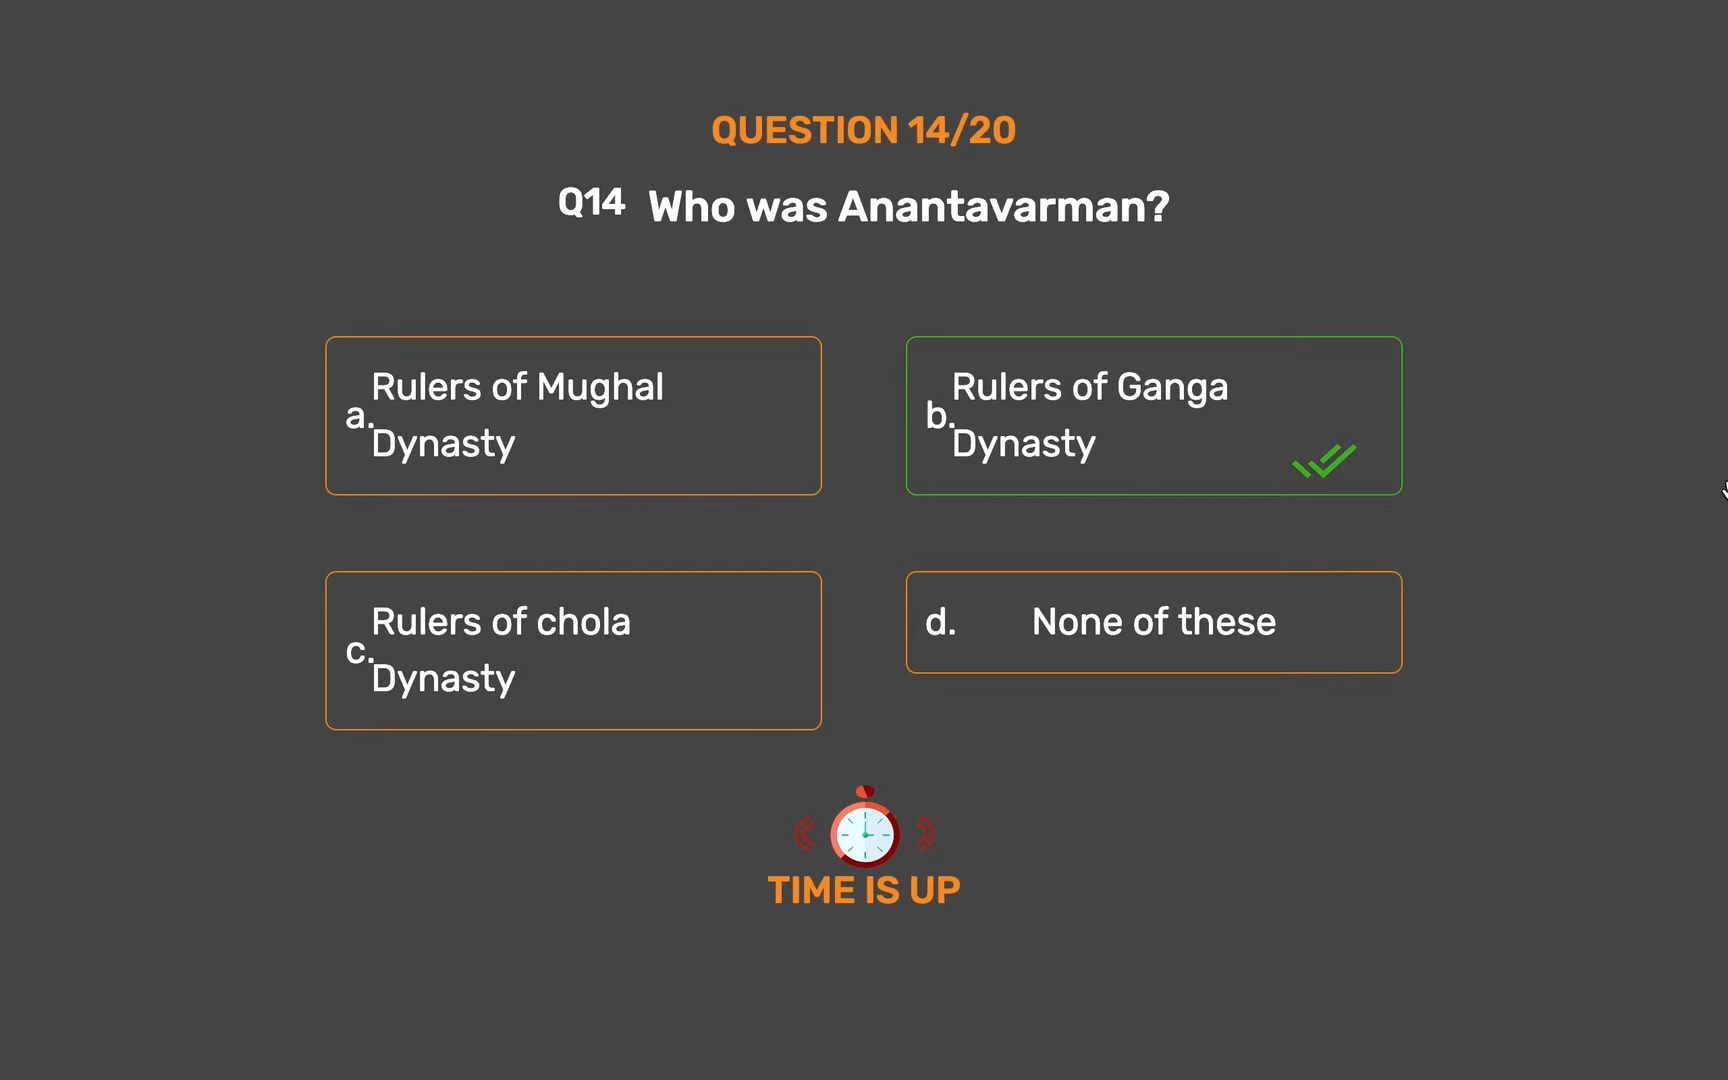 QUESTION 14/20
Q14 Who was Anantavarman?
a. Rulers of Mughal
Dynasty
b. Rulers of Ganga
Dynasty
c. Rulers of chola
Dynasty
d. None of these
TIME IS UP